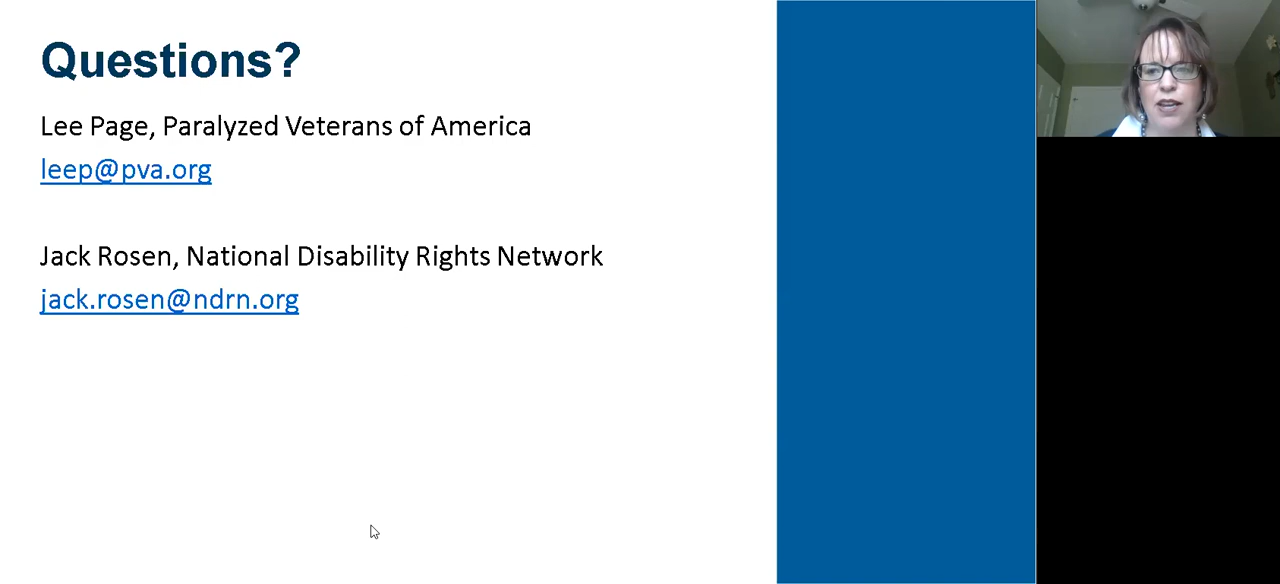 Questions?
Lee Page, Paralyzed Veterans of America
leep@pva.org
Jack Rosen, National Disability Rights Network
jack.rosen@ndrn.org